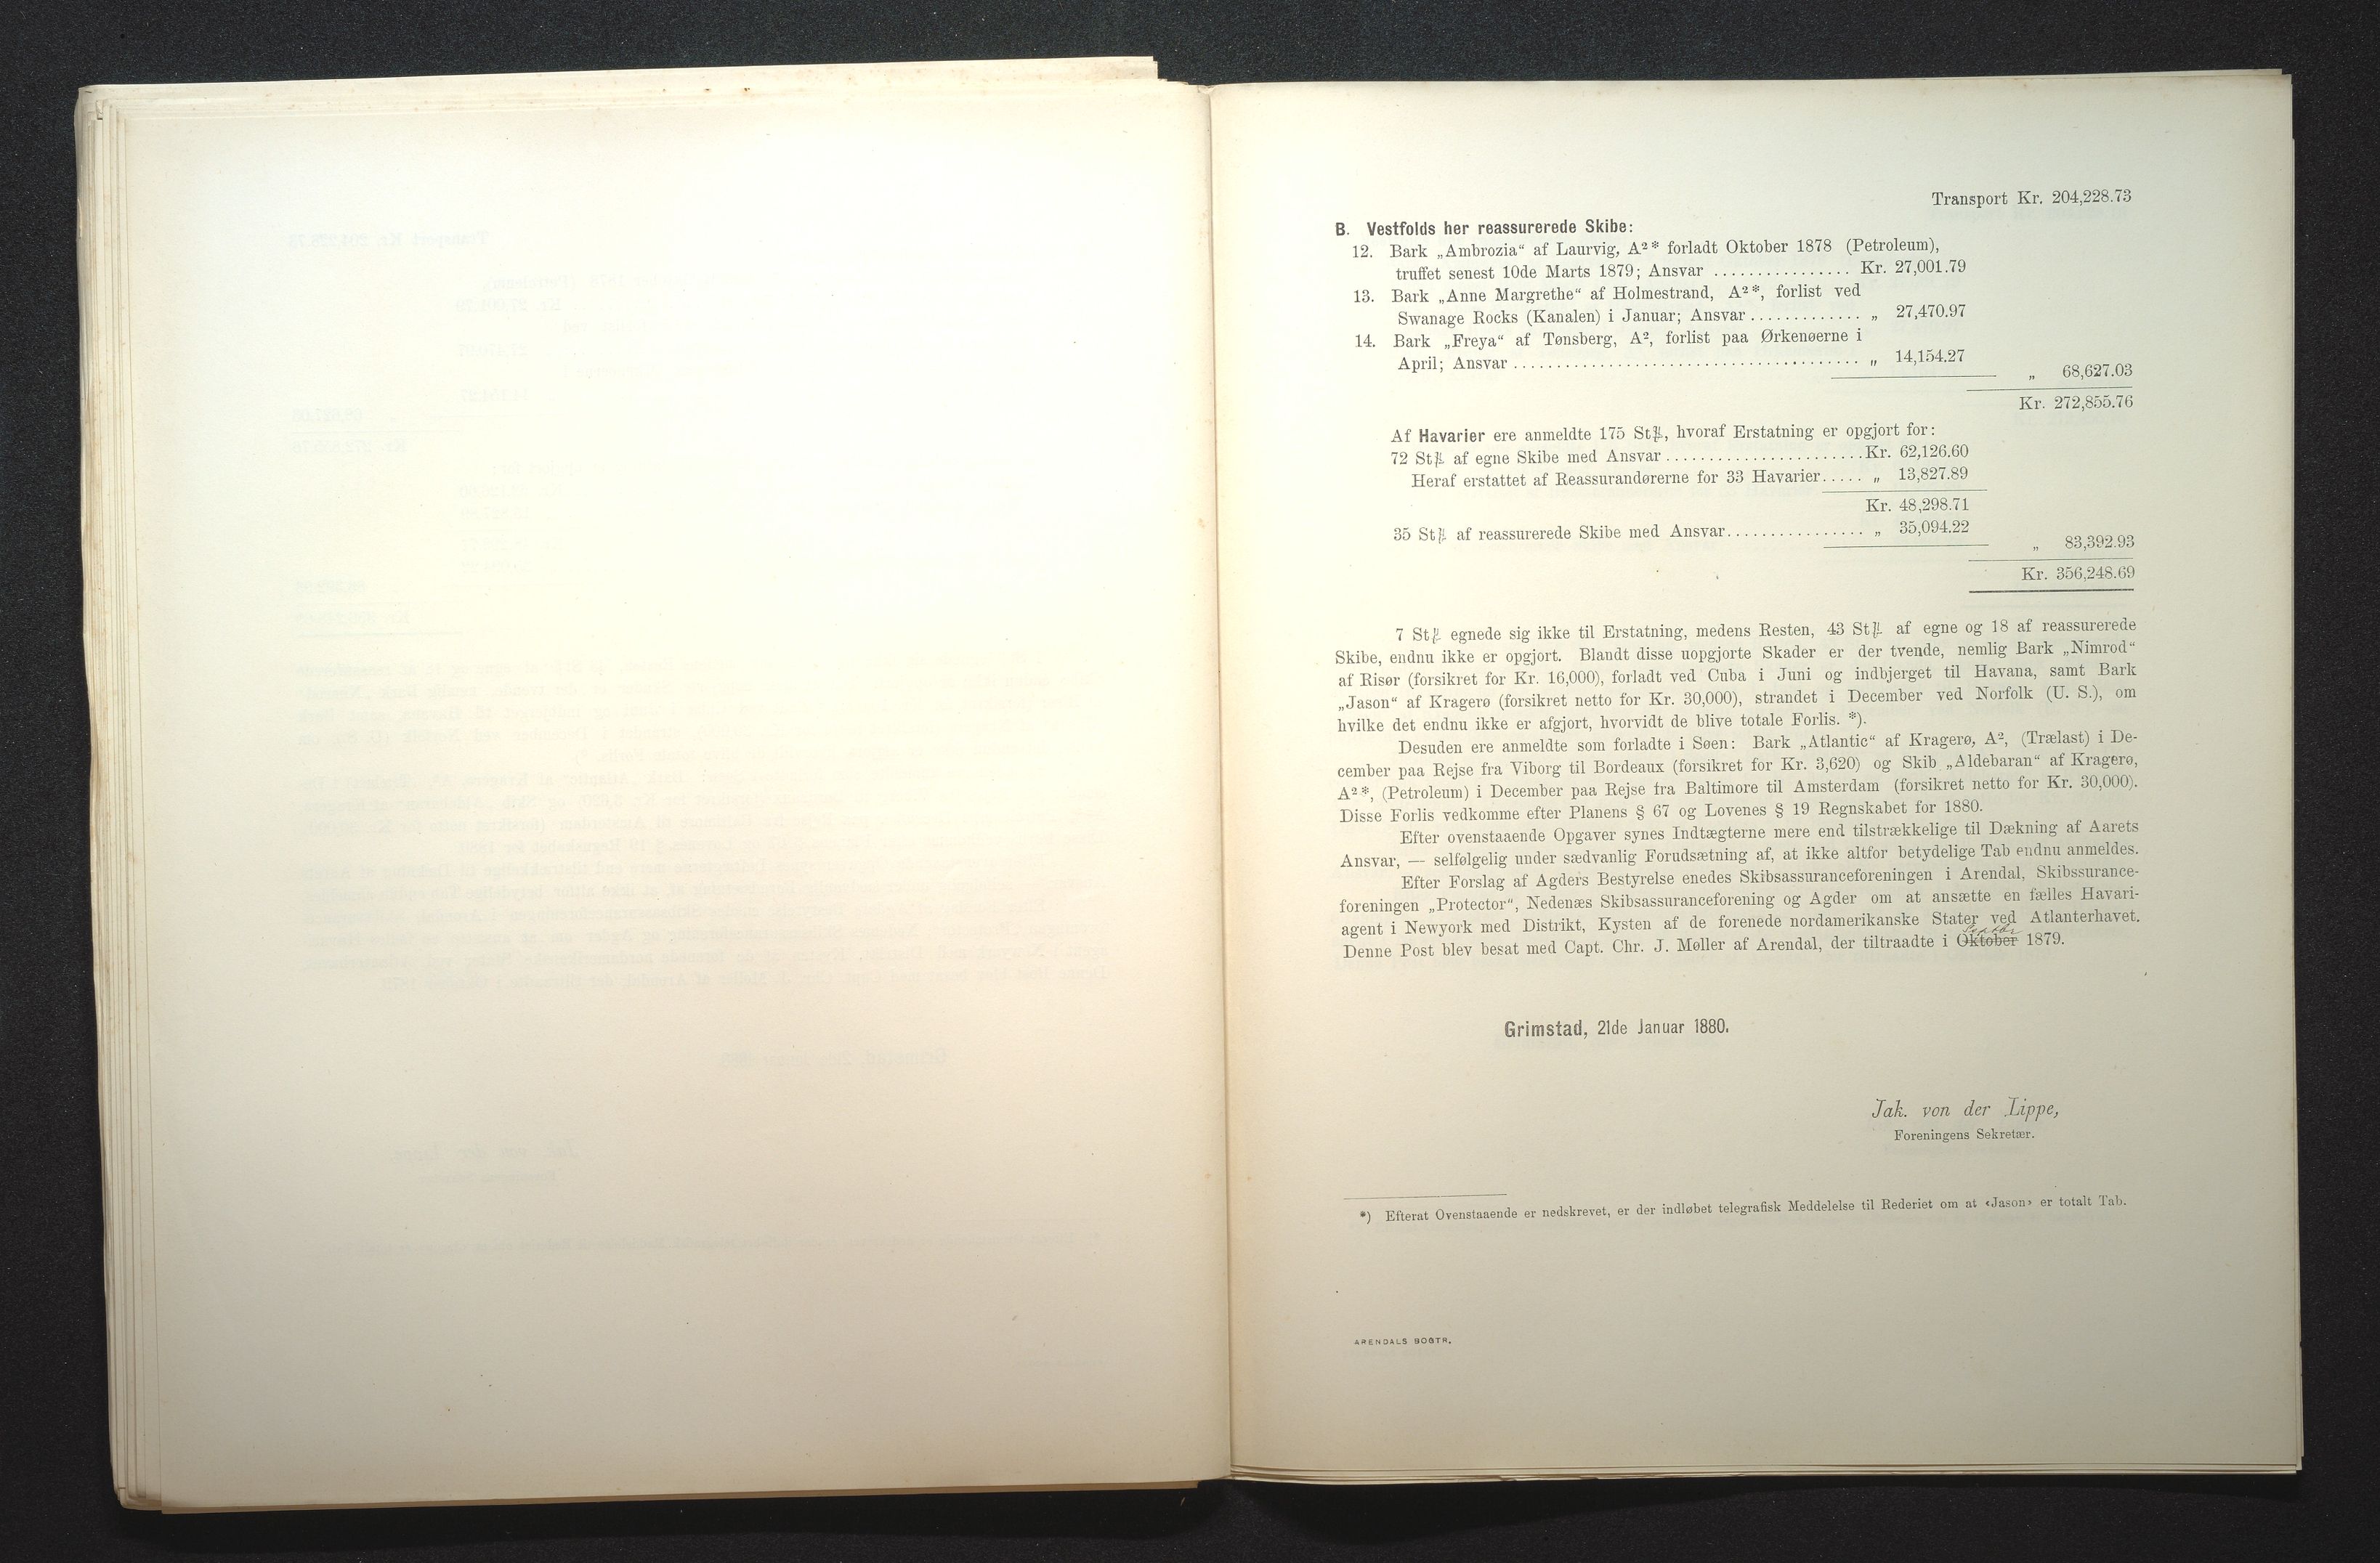 Transport Kr. 204,228.73
B. Vestfolds her reassurerede Skibe:
12. Bark „Ambrozia“ af Laurvig, A²* forladt Oktober 1878 (Petroleum),
truffet senest 10de Marts 1879; Ansvar ................ Kr. 27,001.79
13. Bark „Anne Margrethe“ af Holmestrand, A²*, forlist ved
Swanage Rocks (Kanalen) i Januar; Ansvar ............. „ 27,470.97
14. Bark „Freya“ af Tønsberg, A², forlist paa Ørkenøerne i
April; Ansvar ..................................... „ 14,154.27
„ 68,627.03
Kr. 272,855.76
Af Havarier ere anmeldte 175 Stk., hvoraf Erstatning er opgjort for:
72 Stk. af egne Skibe med Ansvar ....................... Kr. 62,126.60
Heraf erstattet af Reassurandørerne for 33 Havarier..... „ 13,827.89
Kr. 48,298.71
35 Stk. af reassurerede Skibe med Ansvar................ „ 35,094.22
„ 83,392.93
Kr. 356,248.69
7 Stk. egnede sig ikke til Erstatning, medens Resten, 43 Stk. af egne og 18 af reassurerede
Skibe, endnu ikke er opgjort. Blandt disse uopgjorte Skader er der tvende, nemlig Bark „Nimrod“
af Risør (forsikret for Kr. 16,000), forladt ved Cuba i Juni og indbjerget til Havana, samt Bark
„Jason“ af Kragerø (forsikret netto for Kr. 30,000), strandet i December ved Norfolk (U. S.), om
hvilke det endnu ikke er afgjort, hvorvidt de blive totale Forlis. *).
Desuden ere anmeldte som forladte i Søen: Bark „Atlantic“ af Kragerø, A², (Trælast) i De-
cember paa Rejse fra Viborg til Bordeaux (forsikret for Kr. 3,620) og Skib „Aldebaran“ af Kragerø,
A²*, (Petroleum) i December paa Rejse fra Baltimore til Amsterdam (forsikret netto for Kr. 30,000).
Disse Forlis vedkomme efter Planens § 67 og Lovenes § 19 Regnskabet for 1880.
Efter ovenstaaende Opgaver synes Indtægterne mere end tilstrækkelige til Dækning af Aarets
Ansvar, — selfølgelig under sædvanlig Forudsætning af, at ikke altfor betydelige Tab endnu anmeldes.
Efter Forslag af Agders Bestyrelse enedes Skibsassuranceforeningen i Arendal, Skibssurance-
foreningen „Protector“, Nedenæs Skibsassuranceforening og Agder om at ansætte en fælles Havari-
agent i Newyork med Distrikt, Kysten af de forenede nordamerikanske Stater ved Atlanterhavet.
Denne Post blev besat med Capt. Chr. J. Møller af Arendal, der tiltraadte i Oktober 1879.
Grimstad, 21de Januar 1880.
Jak. von der Lippe,
Foreningens Sekretær.
*) Efterat Ovenstaaende er nedskrevet, er der indløbet telegrafisk Meddelelse til Rederiet om at ‹Jason› er totalt Tab.
ARENDALS BOGTR.